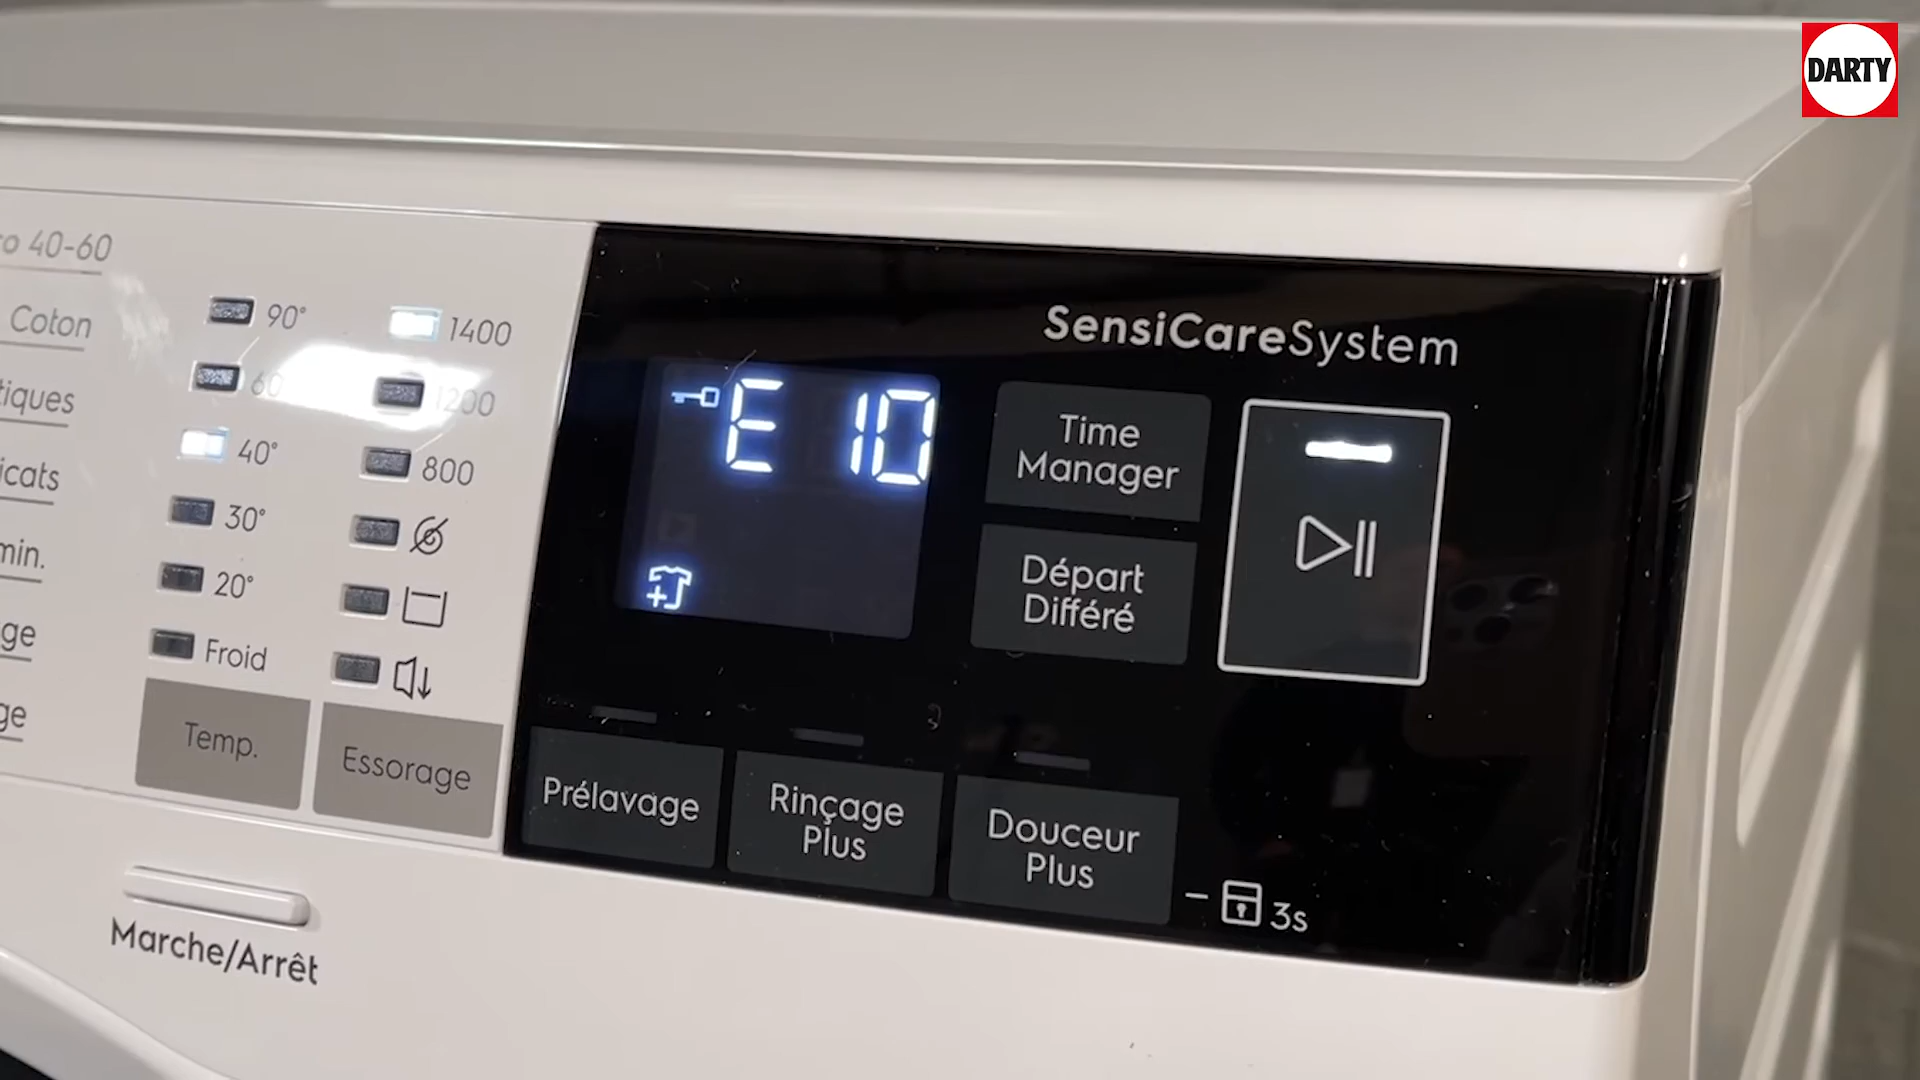 DARTY
ro 40-60
Coton
tiques
icats
min.
ge
ge
90°
60
40°
30°
20°
Froid
Temp.
1400
1200
800
Essorage
Marche/Arrêt
SensiCareSystem
E10
Time
Manager
Départ
Différé
Prélavage
Rinçage
Plus
Douceur
Plus
3s